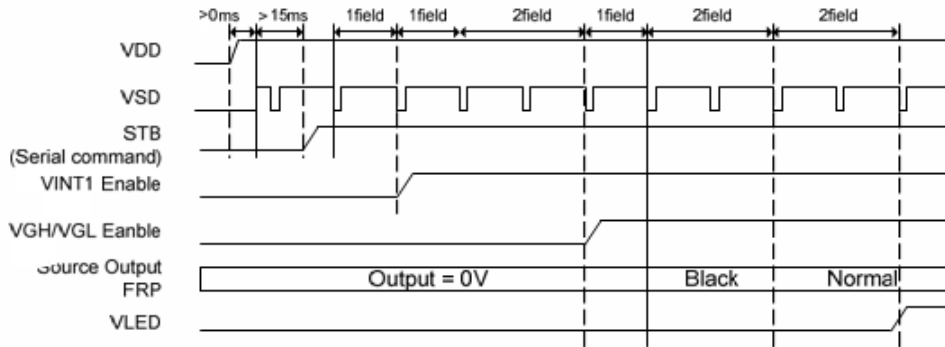 >0ms >15ms 1field 1field 2field 1field 2field 2field
VDD
VSD
STB
(Serial command)
VINT1 Enable
VGH/VGL Eanble
Source Output
FRP
Output = 0V Black Normal
VLED